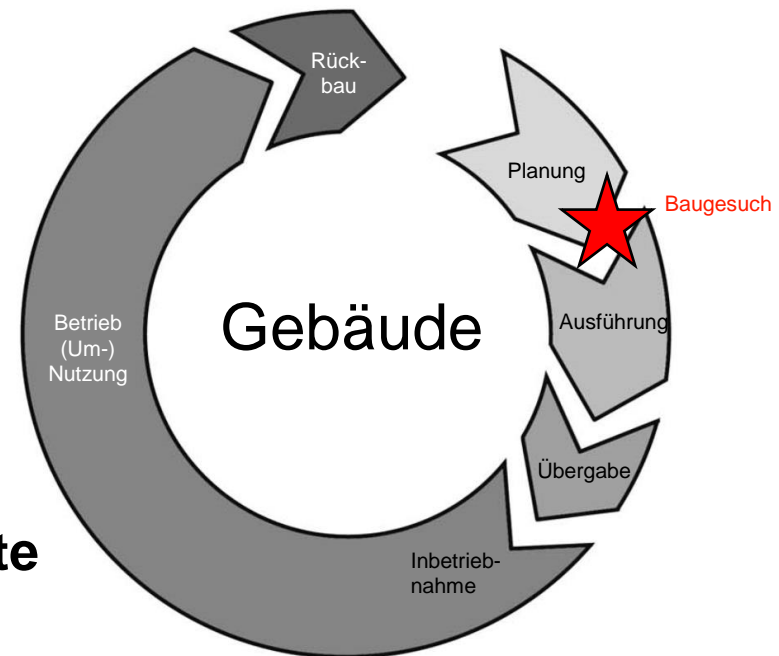 Rück-
bau
Planung
Baugesuch
Ausführung
Gebäude
Betrieb
(Um-)
Nutzung
Übergabe
Inbetrieb-
nahme
te